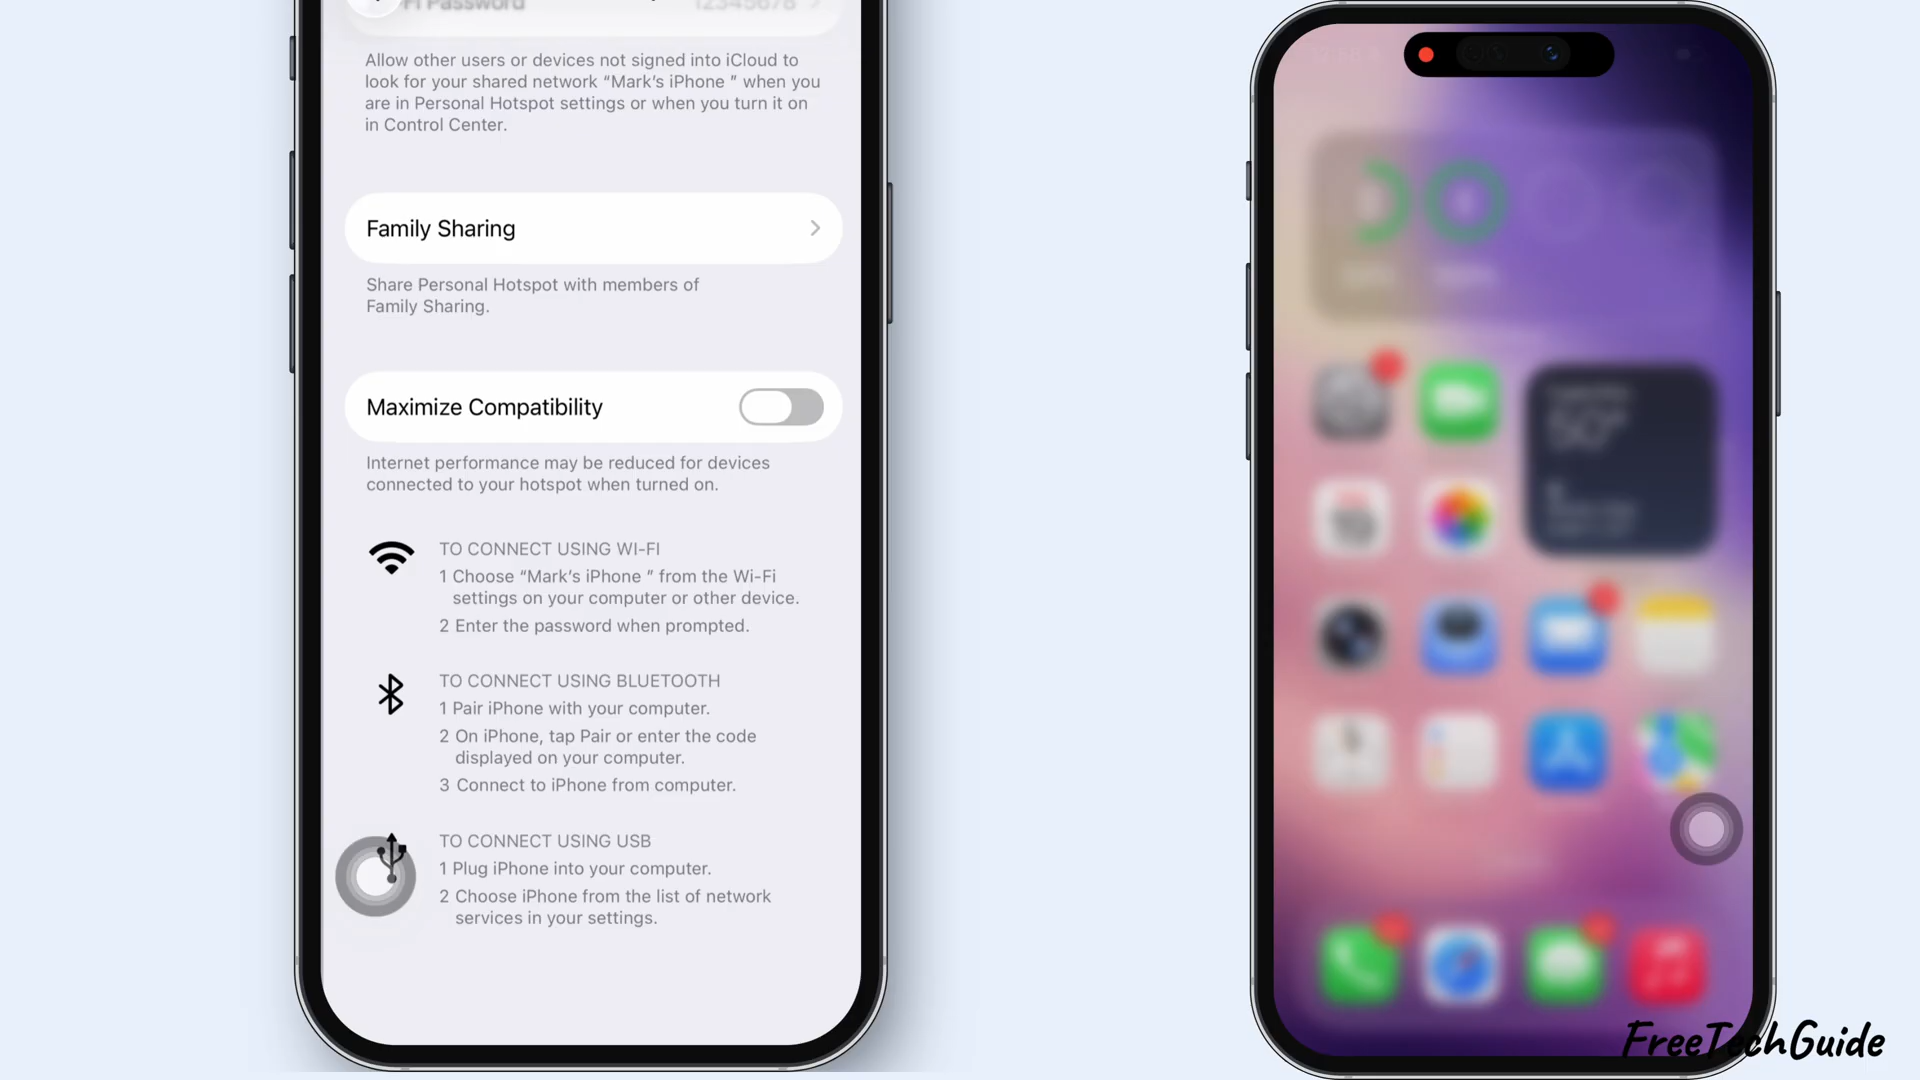 Fi Password 12345678
Allow other users or devices not signed into iCloud to
look for your shared network “Mark’s iPhone ” when you
are in Personal Hotspot settings or when you turn it on
in Control Center.
Family Sharing
Share Personal Hotspot with members of
Family Sharing.
Maximize Compatibility
Internet performance may be reduced for devices
connected to your hotspot when turned on.
TO CONNECT USING WI-FI
1 Choose “Mark’s iPhone ” from the Wi-Fi
settings on your computer or other device.
2 Enter the password when prompted.
TO CONNECT USING BLUETOOTH
1 Pair iPhone with your computer.
2 On iPhone, tap Pair or enter the code
displayed on your computer.
3 Connect to iPhone from computer.
TO CONNECT USING USB
1 Plug iPhone into your computer.
2 Choose iPhone from the list of network
services in your settings.
FreeTechGuide